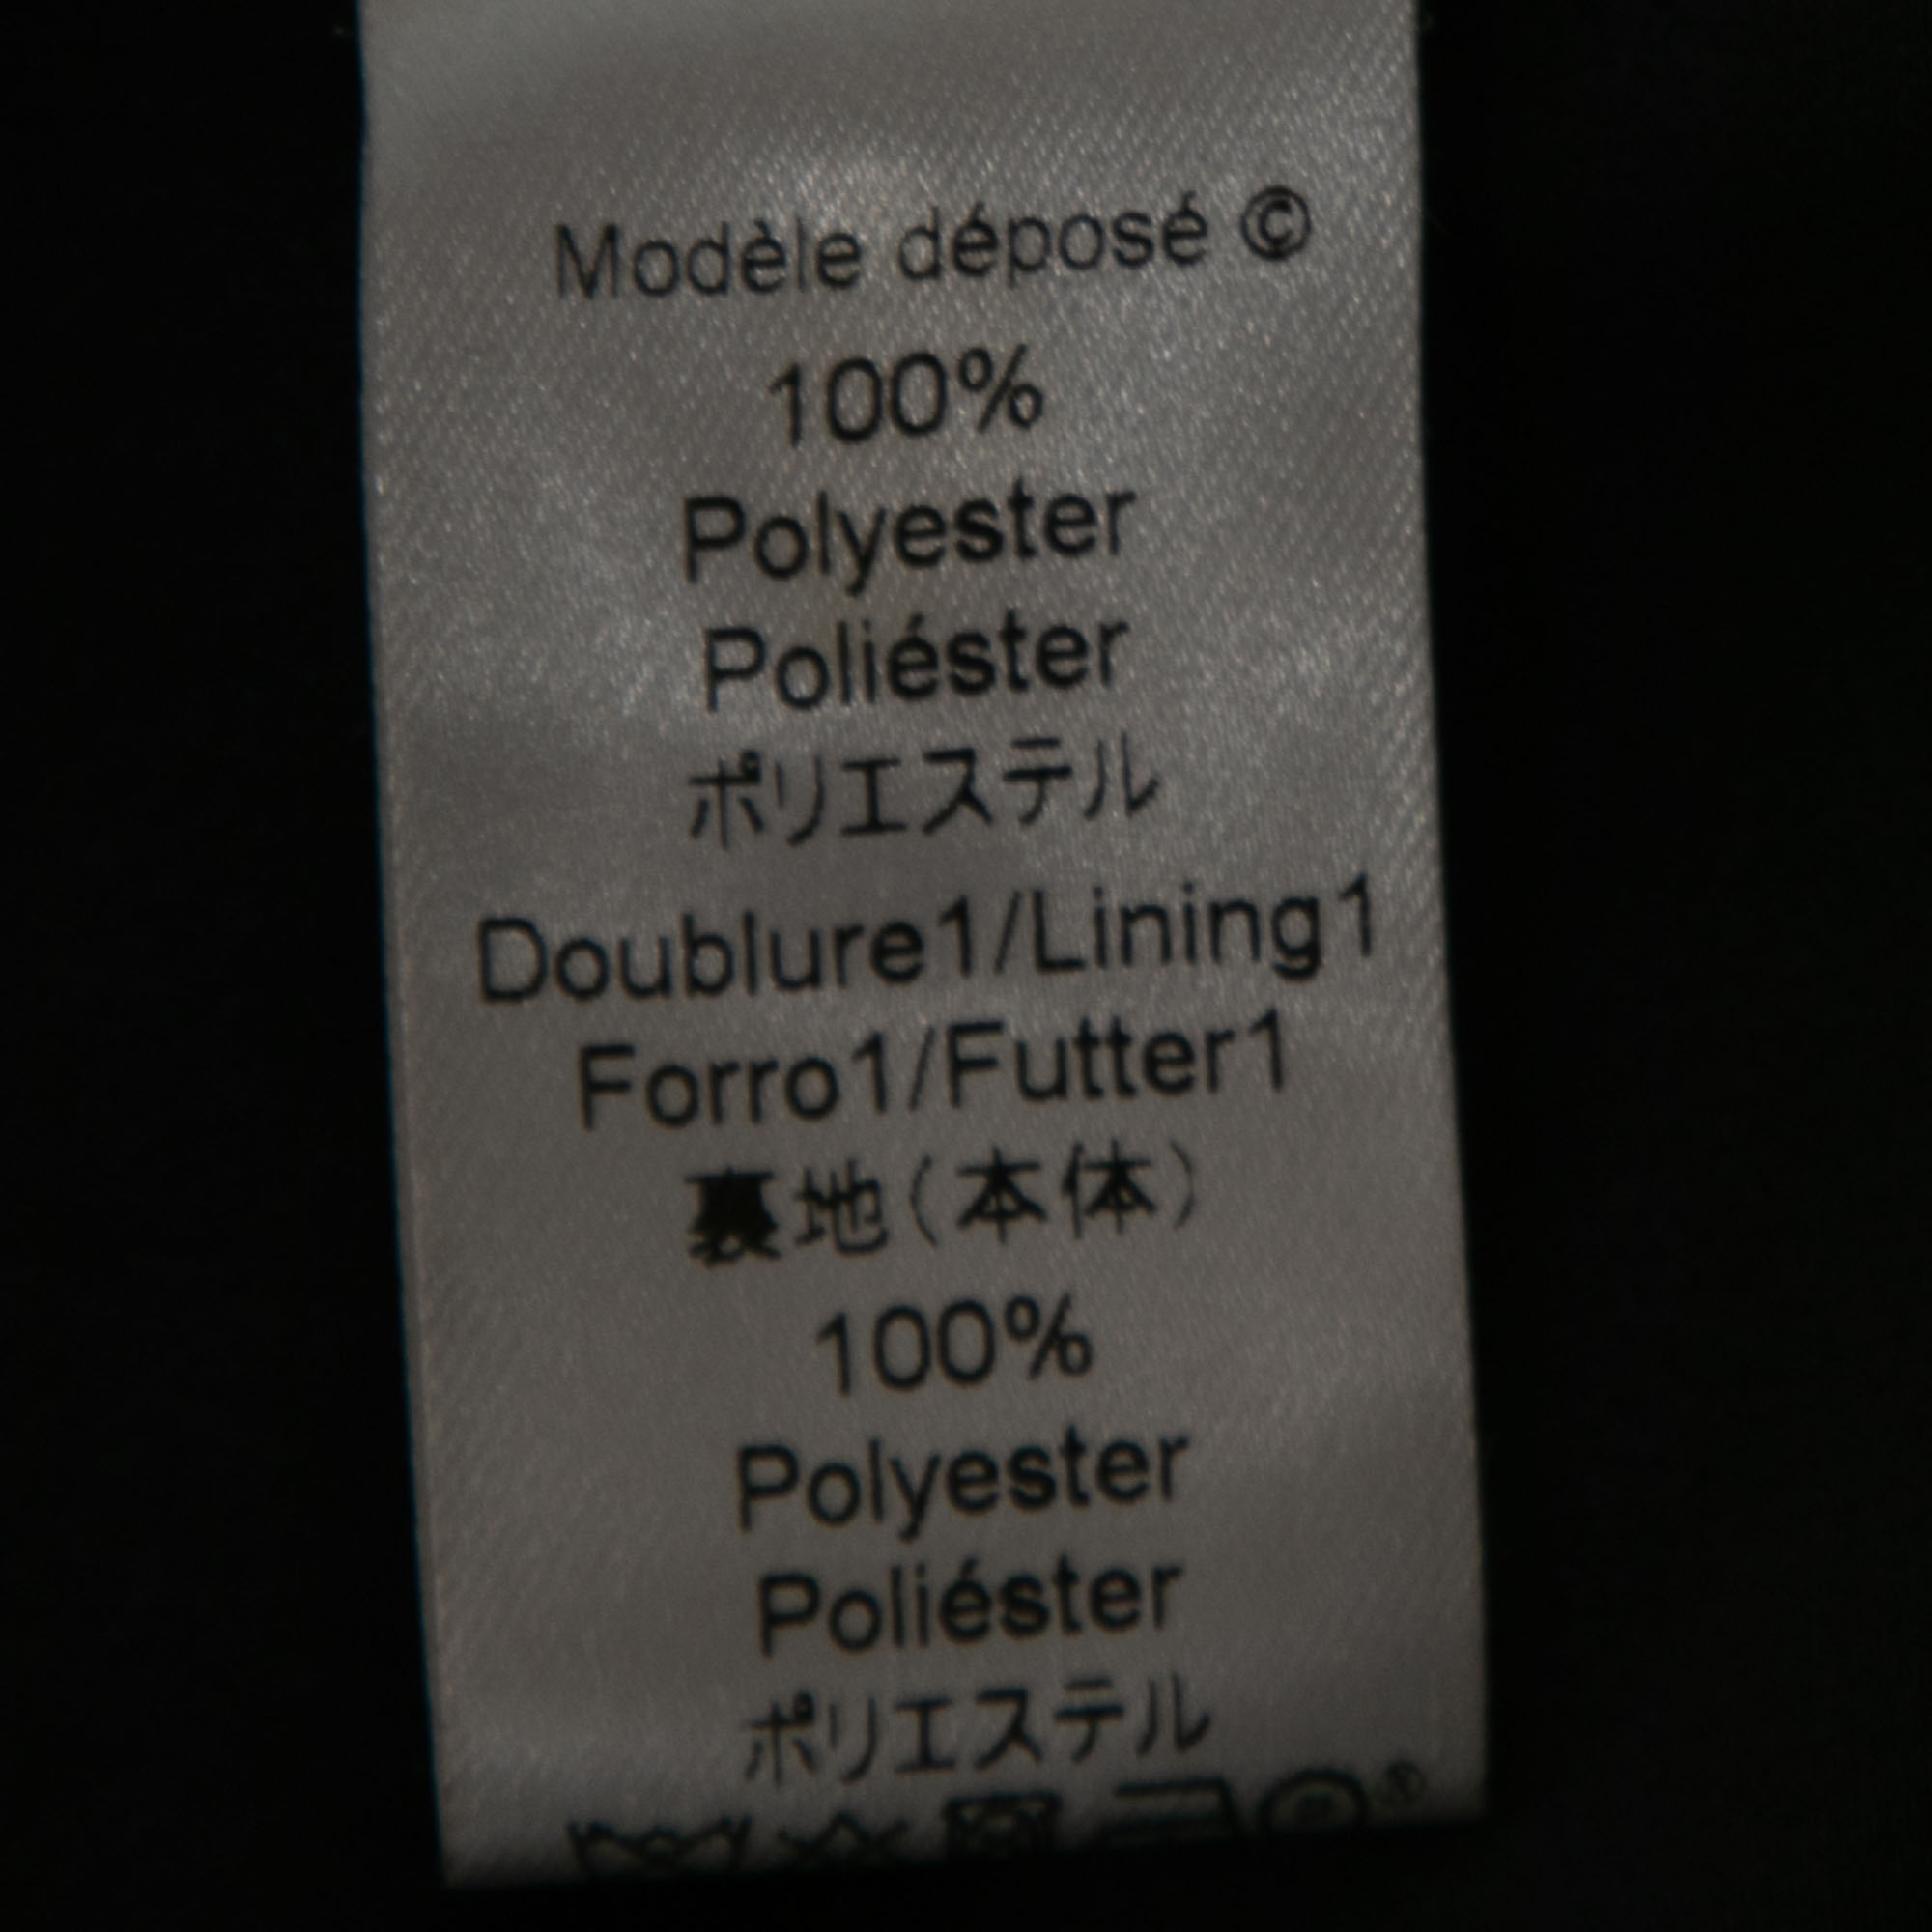 Modèle déposé ©
100%
Polyester
Poliéster
ポリエステル
Doublure1/Lining1
Forro1/Futter1
裏地(本体)
100%
Polyester
Poliéster
ポリエステル